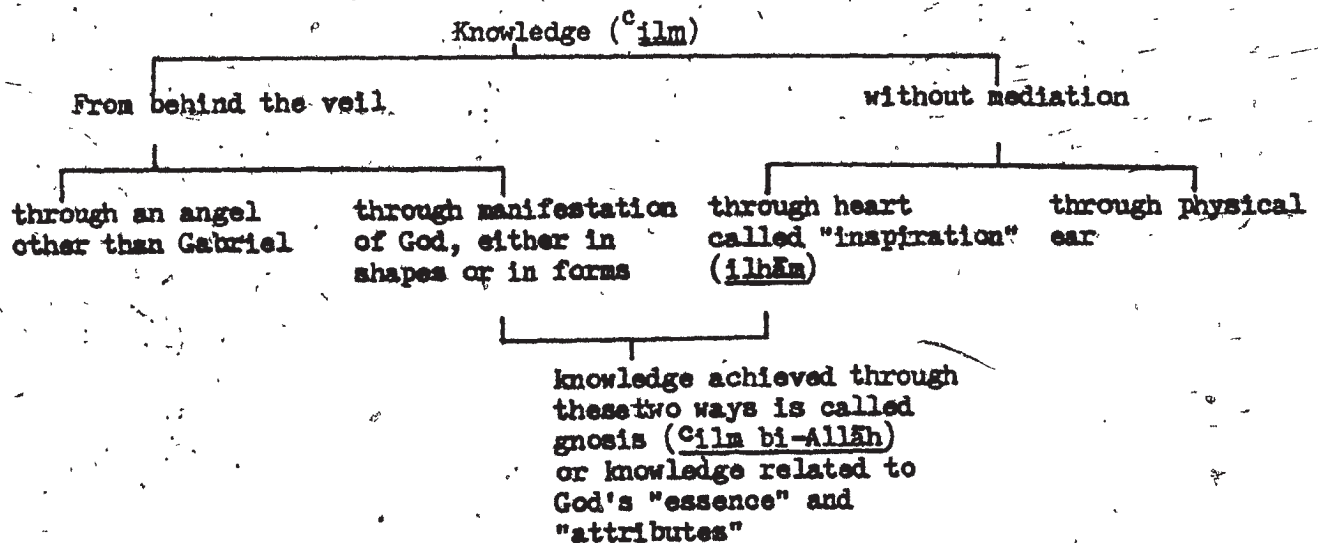 Knowledge (ᶜilm)
From behind the veil
without mediation
through an angel
other than Gabriel
through manifestation
of God, either in
shapes or in forms
through heart
called "inspiration"
(ilhām)
through physical
ear
knowledge achieved through
thesetwo ways is called
gnosis (ᶜilm bi-Allāh)
or knowledge related to
God's "essence" and
"attributes"